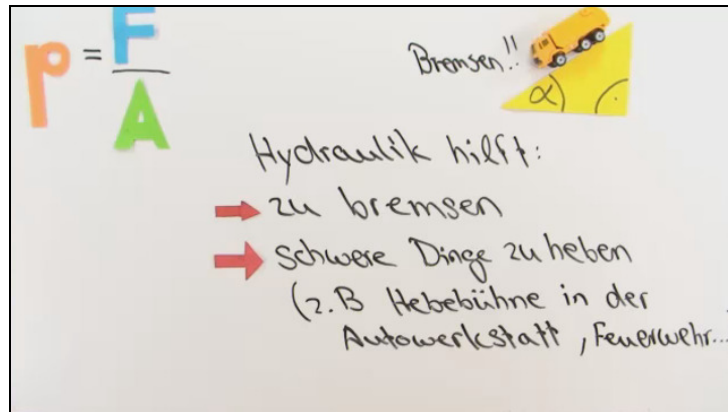 p = F/A
Bremsen!!
α
Hydraulik hilft:
→ zu bremsen
→ schwere Dinge zu heben
(z.B Hebebühne in der
Autowerkstatt, Feuerwehr...